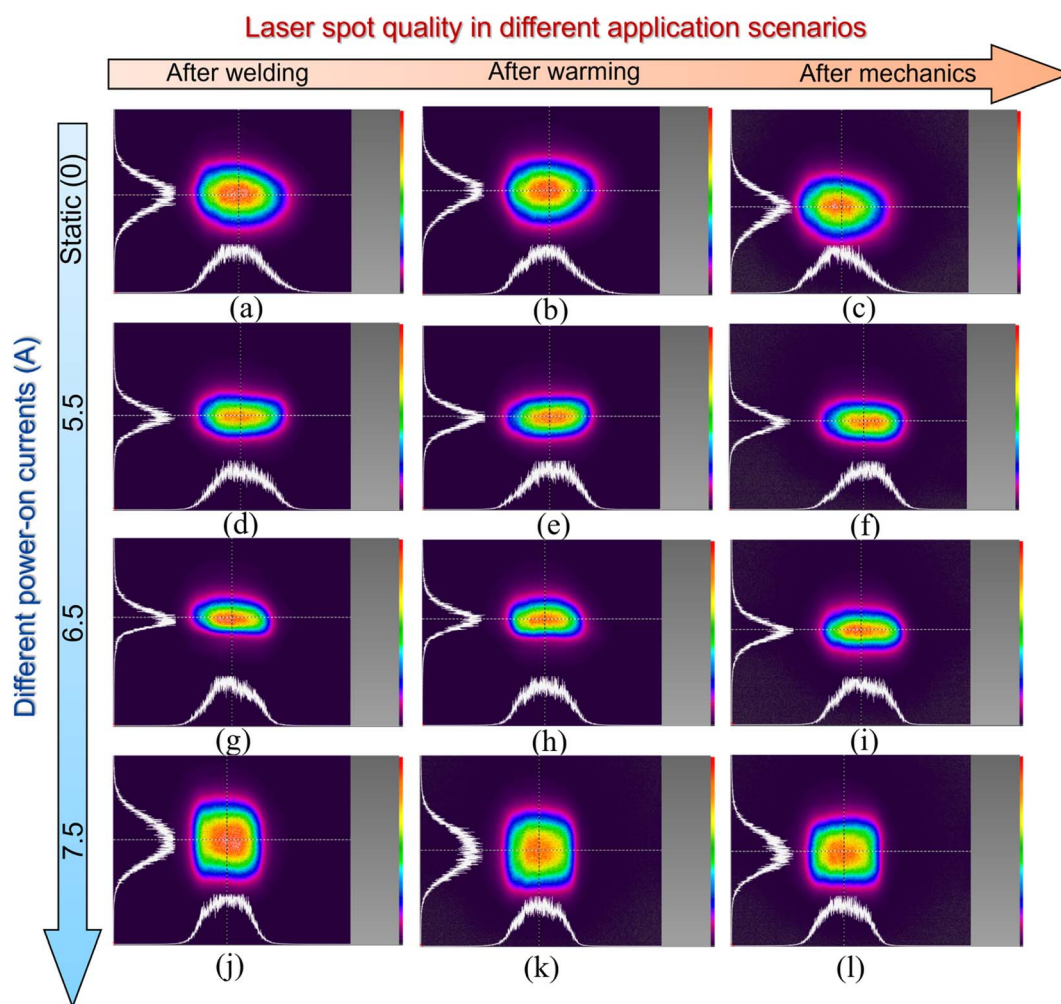 Laser spot quality in different application scenarios
After welding
After warming
After mechanics
Different power-on currents (A)
Static (0)
(a)
(b)
(c)
5.5
(d)
(e)
(f)
6.5
(g)
(h)
(i)
7.5
(j)
(k)
(l)